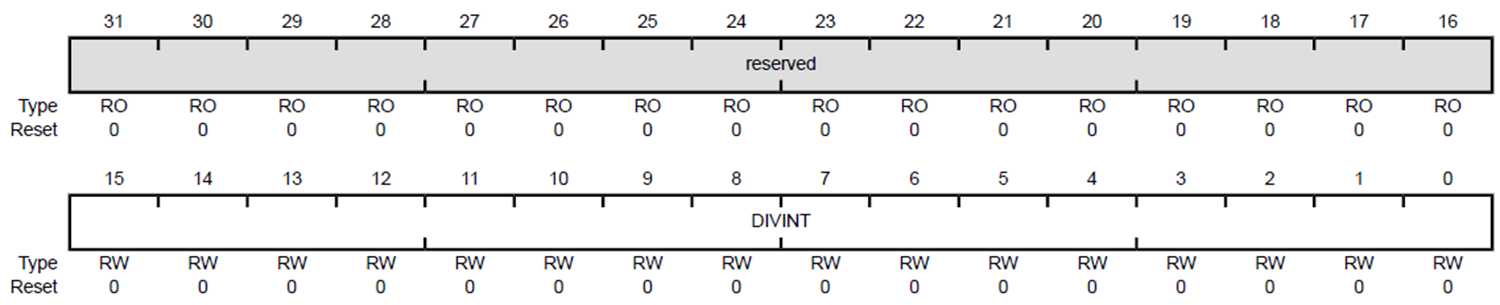 31 30 29 28 27 26 25 24 23 22 21 20 19 18 17 16
reserved
Type RO RO RO RO RO RO RO RO RO RO RO RO RO RO RO RO
Reset 0 0 0 0 0 0 0 0 0 0 0 0 0 0 0 0
15 14 13 12 11 10 9 8 7 6 5 4 3 2 1 0
DIVINT
Type RW RW RW RW RW RW RW RW RW RW RW RW RW RW RW RW
Reset 0 0 0 0 0 0 0 0 0 0 0 0 0 0 0 0